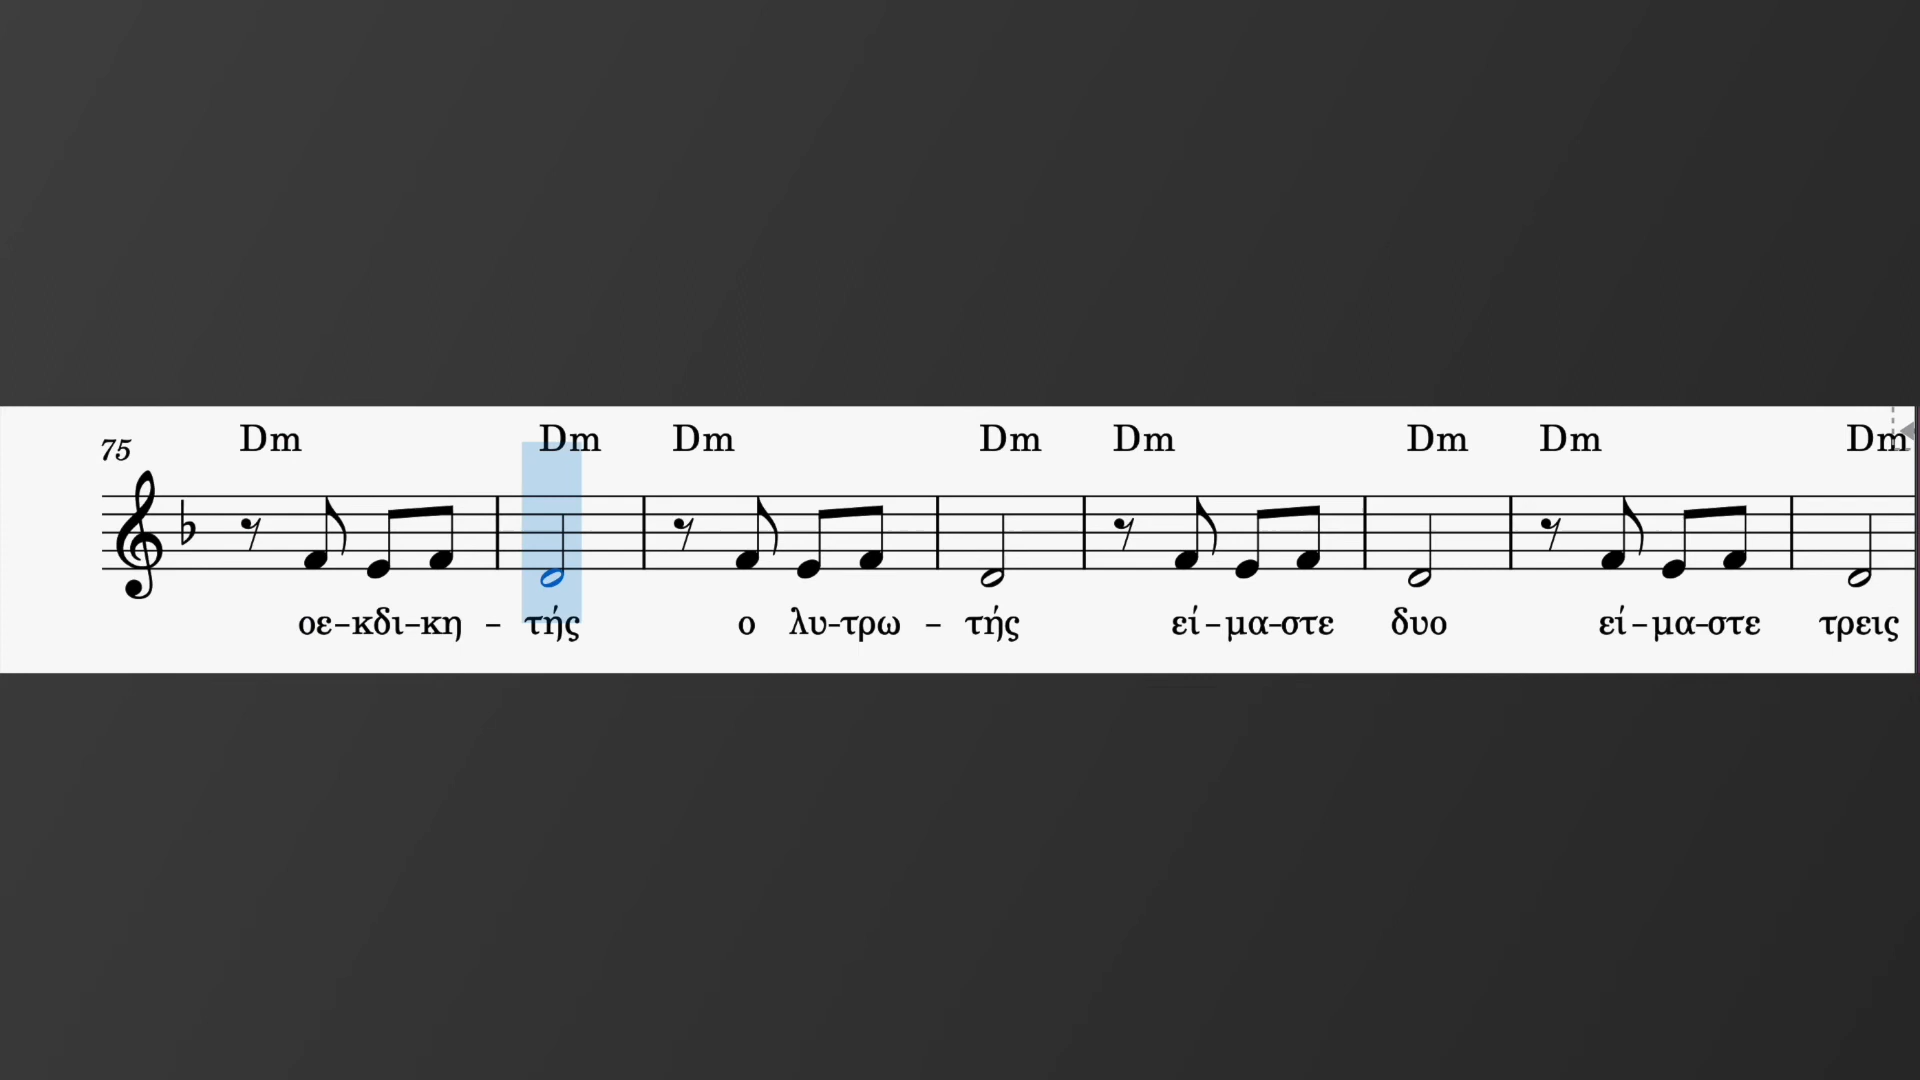 Dm Dm Dm Dm Dm Dm Dm Dm
75
οε-κδι-κη - τής ο λυ-τρω - τής εί-μα-στε δυο εί-μα-στε τρεις